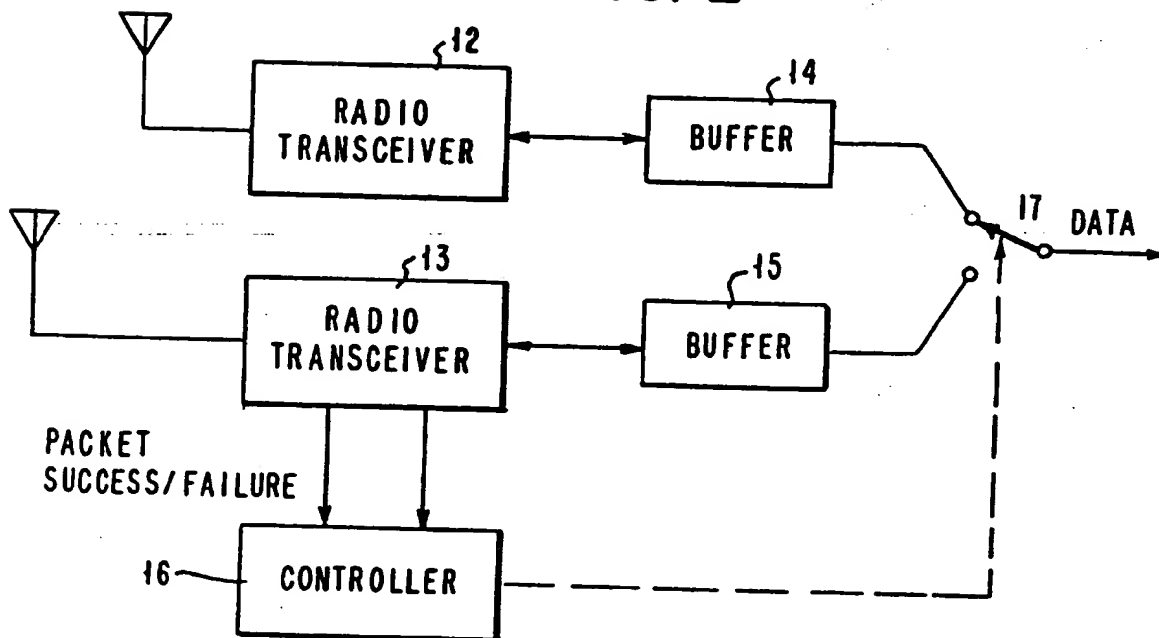 12
RADIO
TRANSCEIVER
14
BUFFER
17
DATA
13
RADIO
TRANSCEIVER
15
BUFFER
PACKET
SUCCESS/FAILURE
16
CONTROLLER